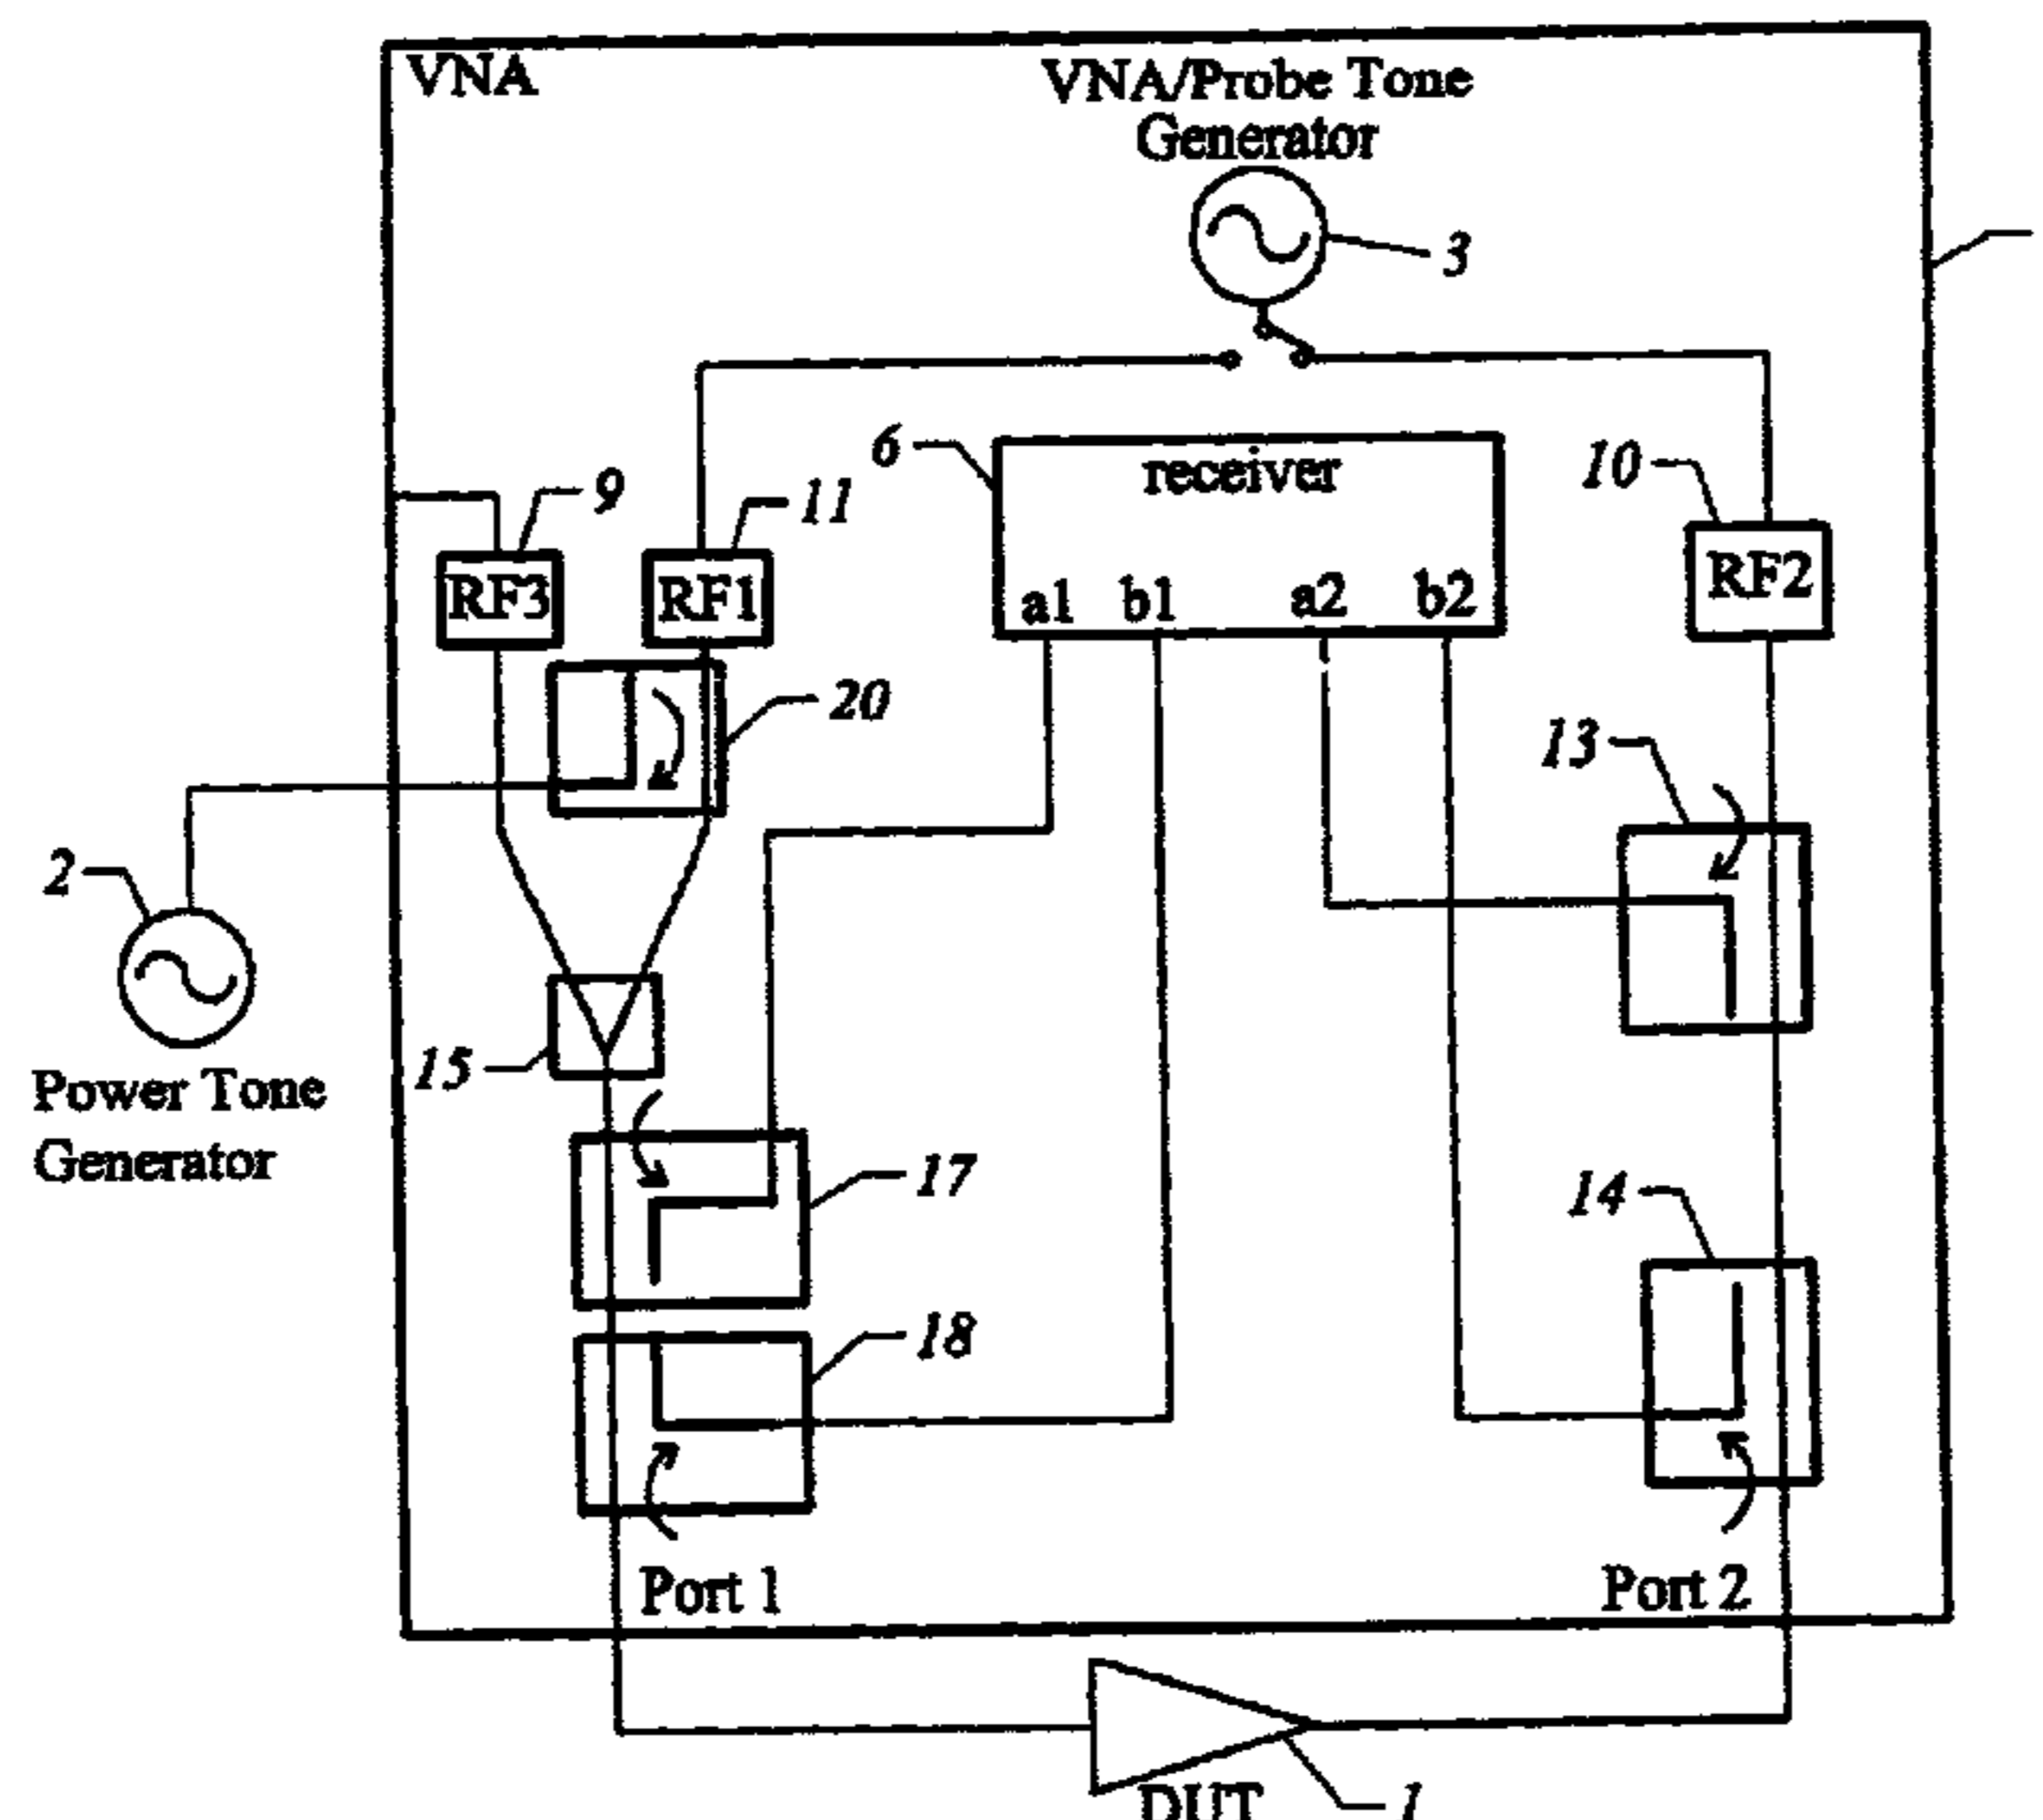 VNA
VNA/Probe Tone
Generator
3
6
receiver
10
9
11
RF3
RF1
a1 b1 a2 b2
RF2
20
13
2
15
Power Tone
Generator
17
14
18
Port 1
Port 2
DUT
1